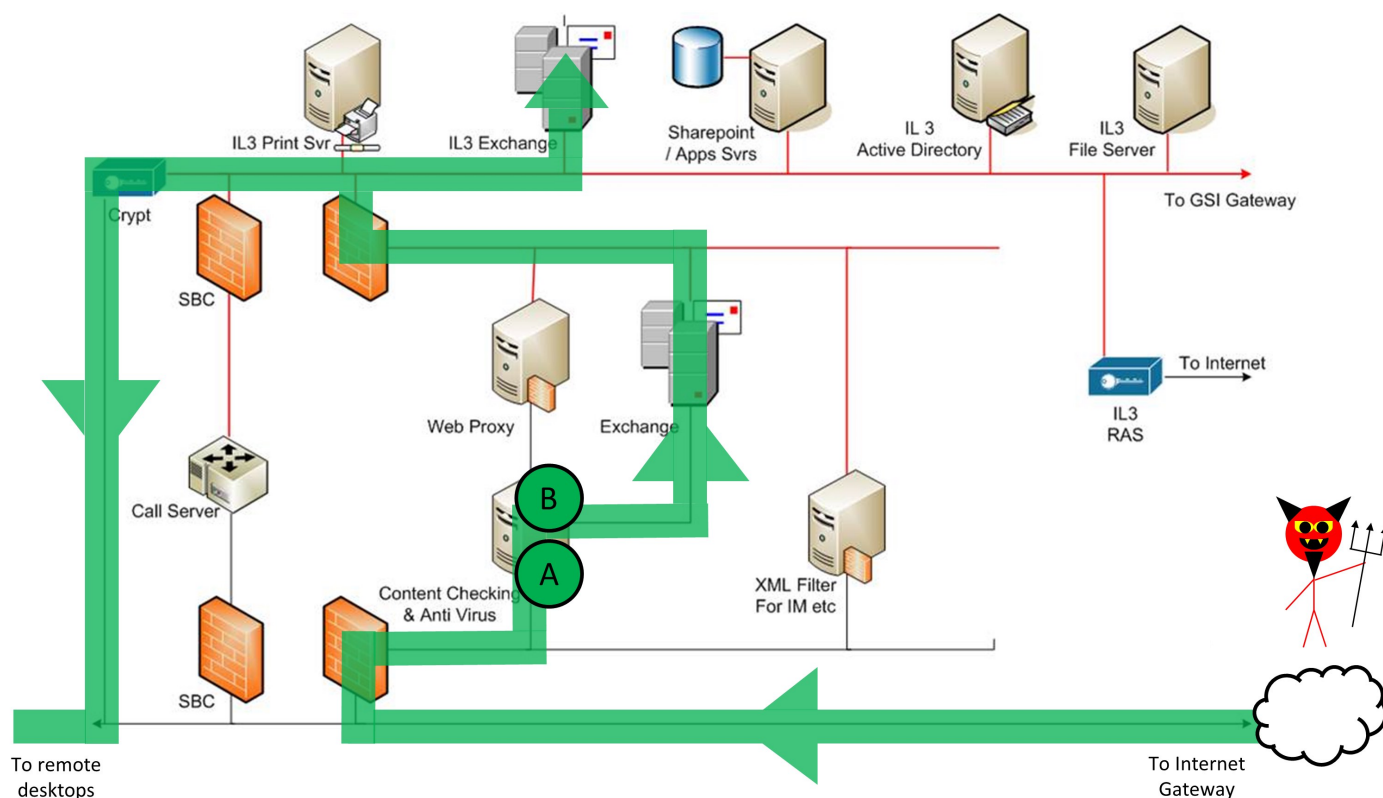 IL3 Print Svr
IL3 Exchange
Sharepoint
/ Apps Svrs
IL 3
Active Directory
IL3
File Server
To GSI Gateway
Crypt
SBC
Web Proxy
Exchange
To Internet
IL3
RAS
Call Server
B
A
Content Checking
& Anti Virus
XML Filter
For IM etc
SBC
To remote
desktops
To Internet
Gateway